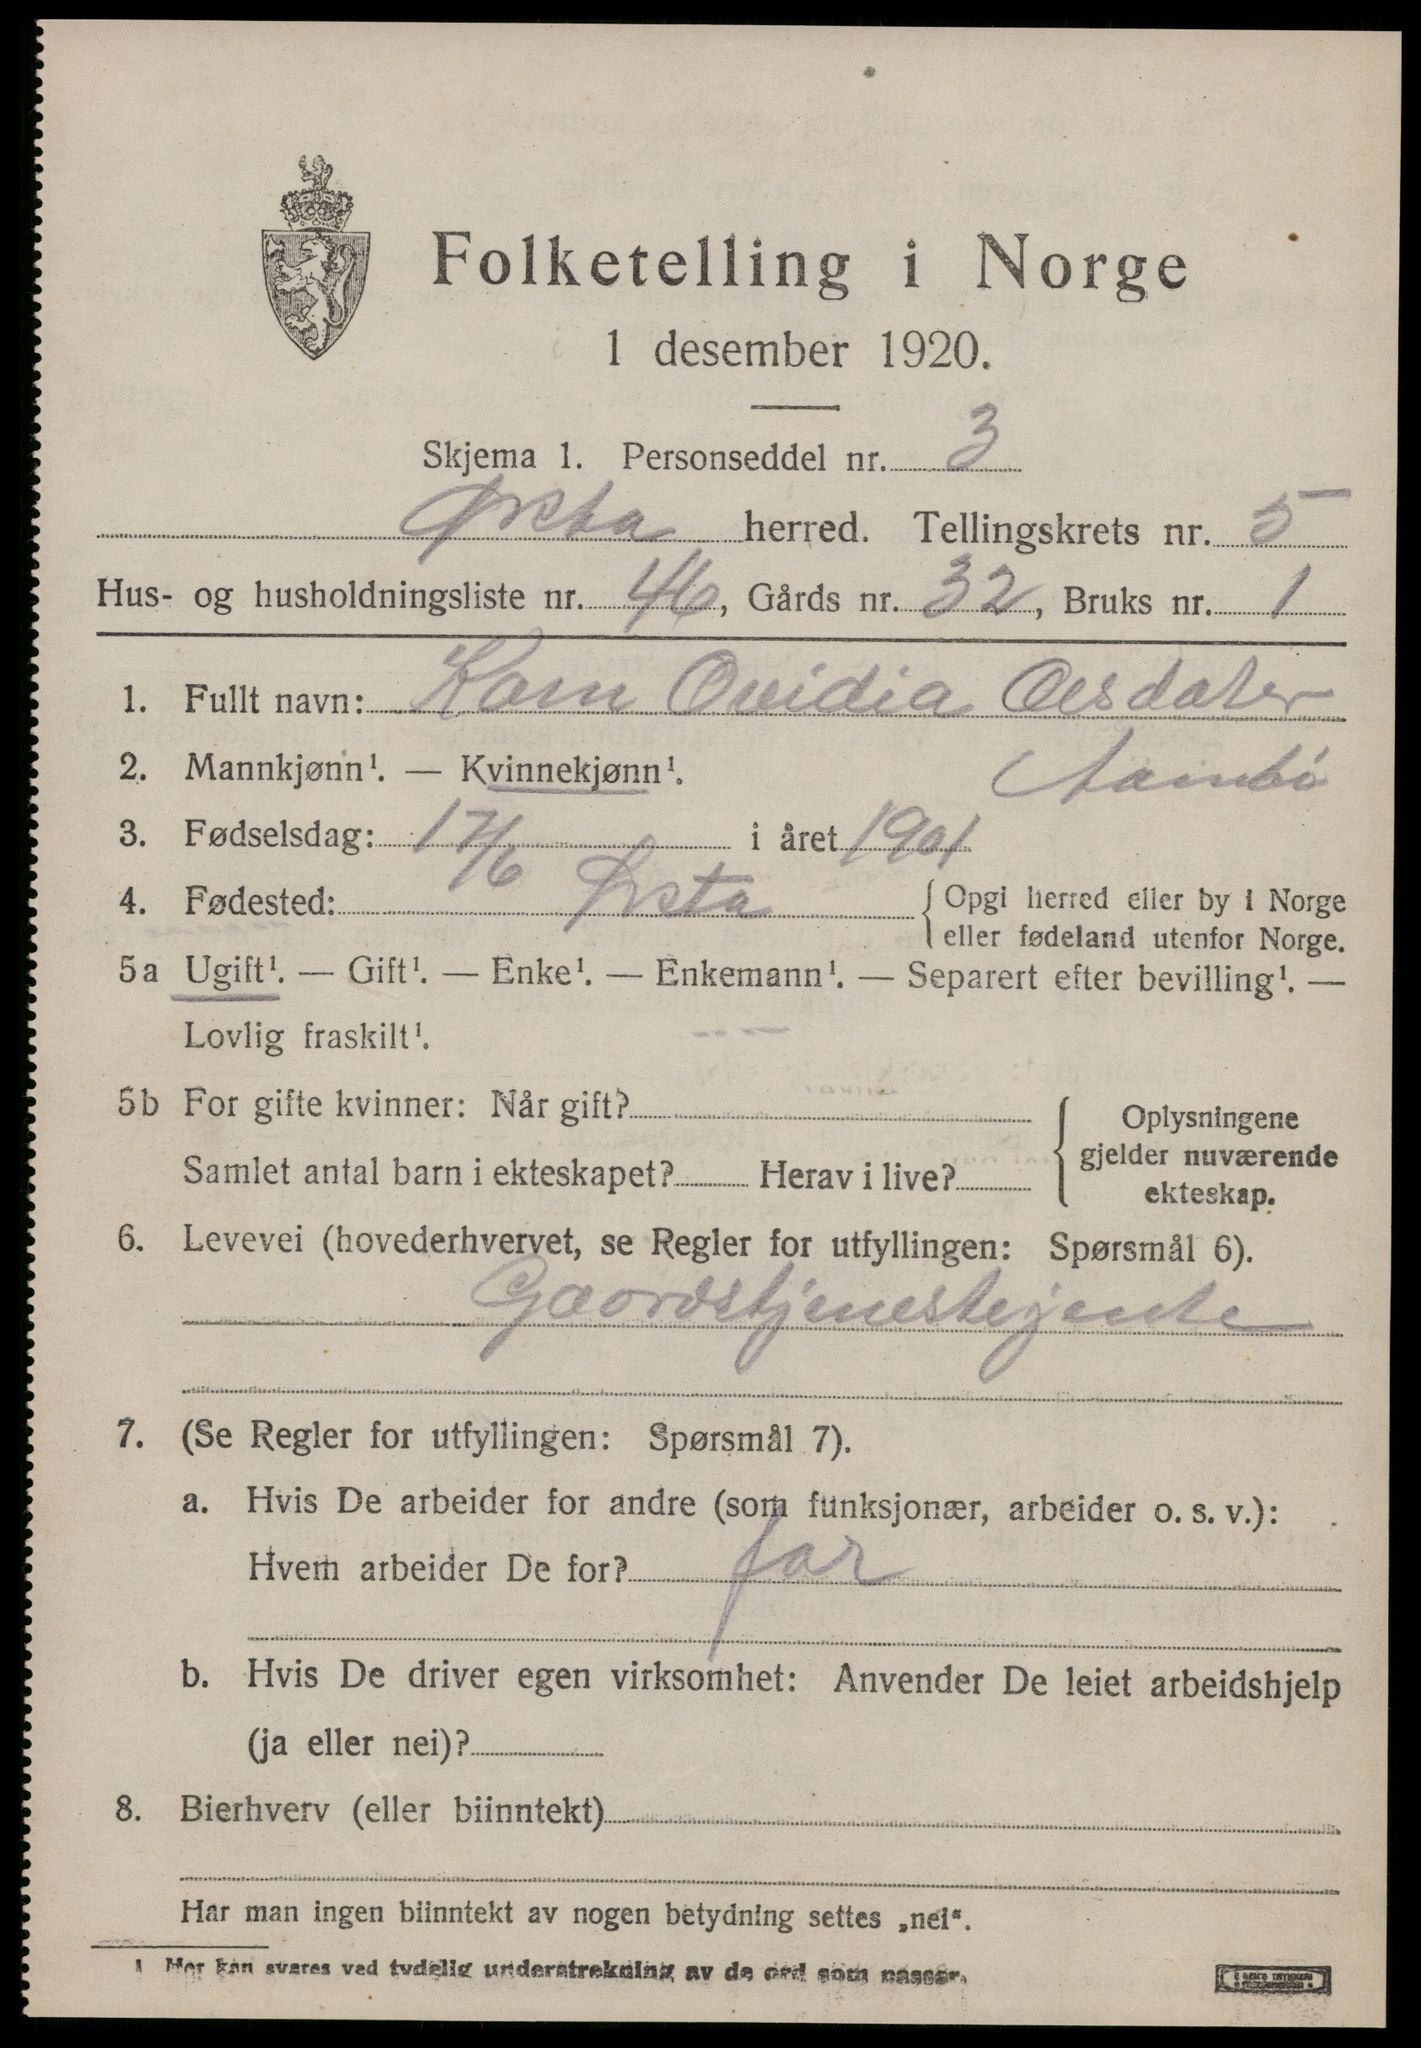 Folketelling i Norge
1 desember 1920.
Skjema 1. Personseddel nr. 3
Ørsta herred. Tellingskrets nr. 5
Hus- og husholdningsliste nr. 46, Gårds nr. 32, Bruks nr. 1
1. Fullt navn: Ovidia
2. Mannkjønn¹. — Kvinnekjønn¹.
3. Fødselsdag: 17/6 i året 1901
4. Fødested: Ørsta Opgi herred eller by i Norge
eller fødeland utenfor Norge.
5a Ugift¹. — Gift¹. — Enke¹. — Enkemann¹. — Separert efter bevilling¹. —
Lovlig fraskilt¹.
5b For gifte kvinner: Når gift?
Samlet antal barn i ekteskapet? Herav i live?
Oplysningene
gjelder nuværende
ekteskap.
6. Levevei (hovederhvervet, se Regler for utfyllingen: Spørsmål 6).
Gaardstjenestejente
7. (Se Regler for utfyllingen: Spørsmål 7).
a. Hvis De arbeider for andre (som funksjonær, arbeider o. s. v.):
Hvem arbeider De for? far
b. Hvis De driver egen virksomhet: Anvender De leiet arbeidshjelp
(ja eller nei)?
8. Bierhverv (eller biinntekt)
Har man ingen biinntekt av nogen betydning settes „nei“.
1 Her kan svares ved tydelig understrekning av de ord som passer.